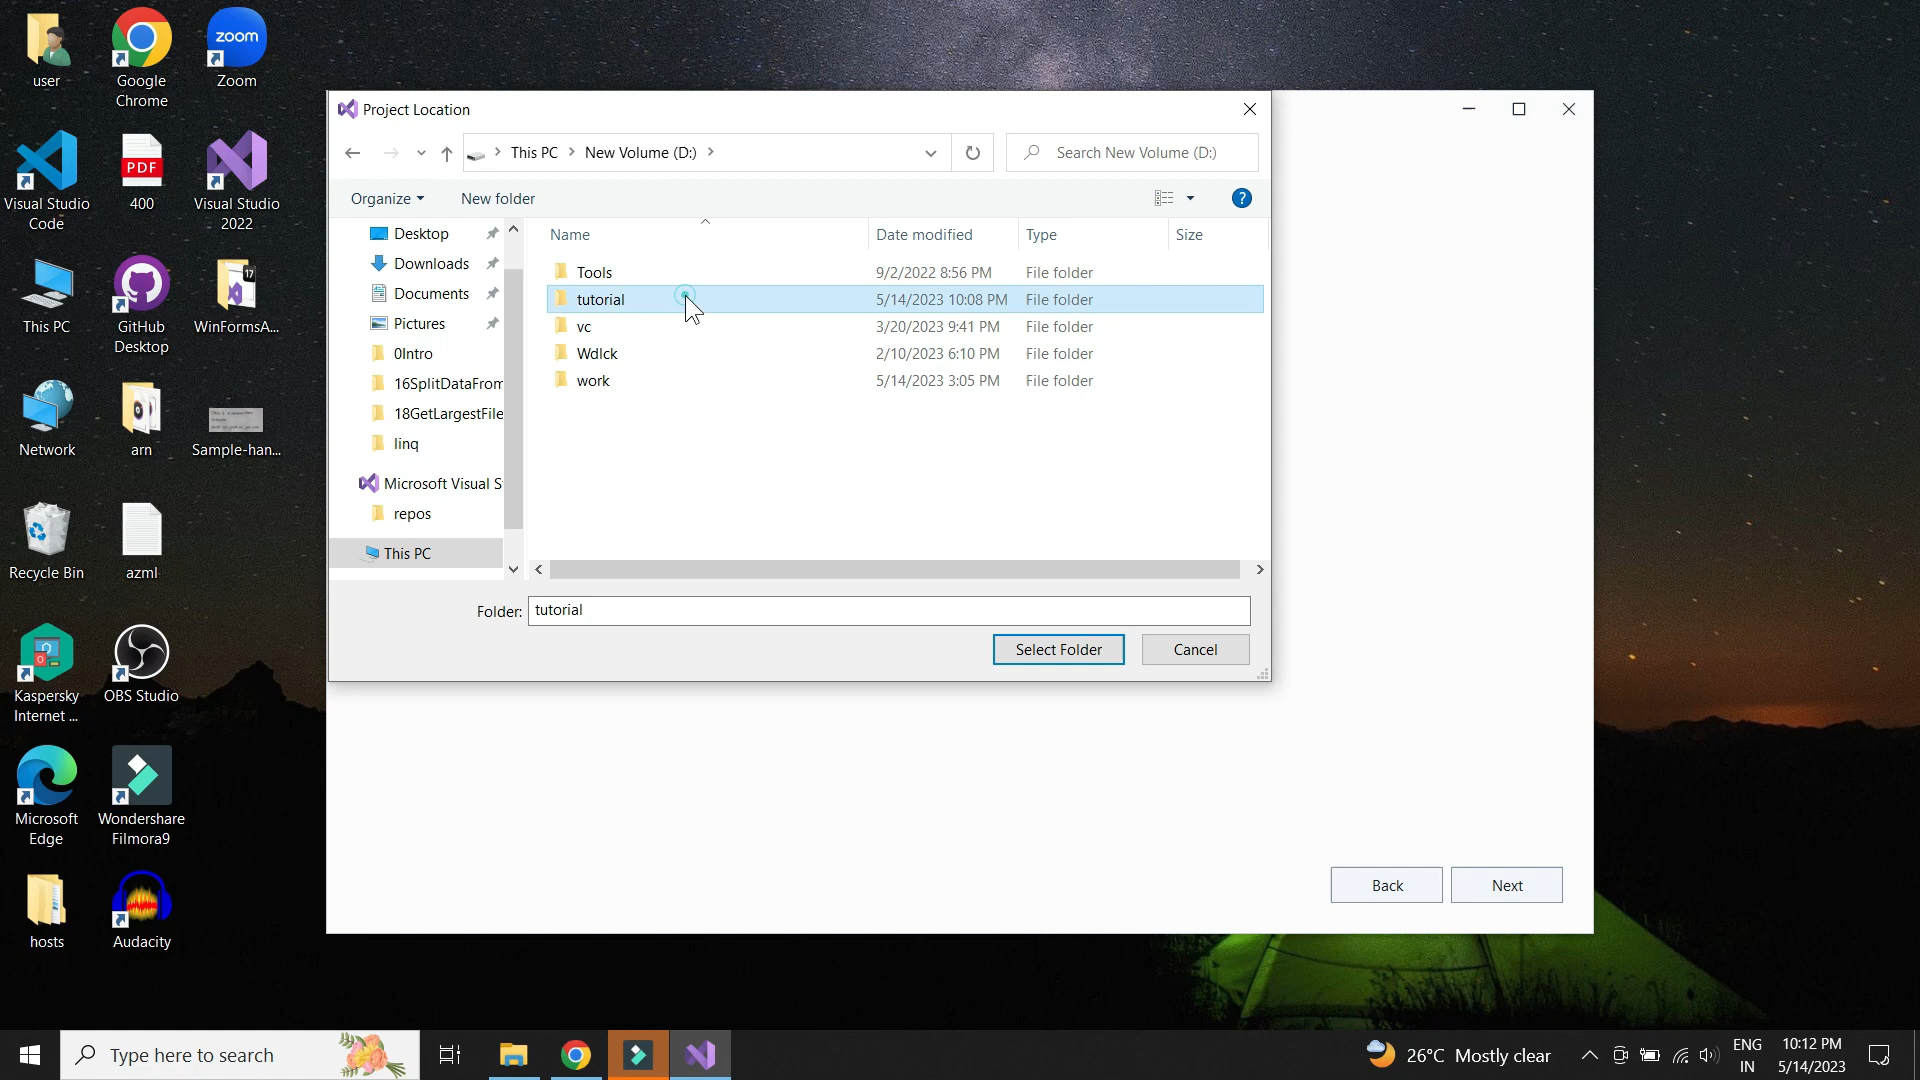 user
Google
Chrome
zoom
Zoom
Visual Studio
Code
PDF
400
Visual Studio
2022
This PC
GitHub
Desktop
17
WinFormsA...
Network
arn
Sample-han...
Recycle Bin
azml
Kaspersky
Internet ...
OBS Studio
Microsoft
Edge
Wondershare
Filmora9
hosts
Audacity
Project Location
This PC
New Volume (D:)
Search New Volume (D:)
Organize
New folder
?
Desktop
Downloads
Documents
Pictures
0Intro
16SplitDataFrom
18GetLargestFile
linq
Microsoft Visual S
repos
This PC
Name Date modified Type Size
Tools 9/2/2022 8:56 PM File folder
tutorial 5/14/2023 10:08 PM File folder
vc 3/20/2023 9:41 PM File folder
Wdlck 2/10/2023 6:10 PM File folder
work 5/14/2023 3:05 PM File folder
Folder: tutorial
Select Folder Cancel
Back Next
Type here to search
26°C Mostly clear
ENG
IN
10:12 PM
5/14/2023